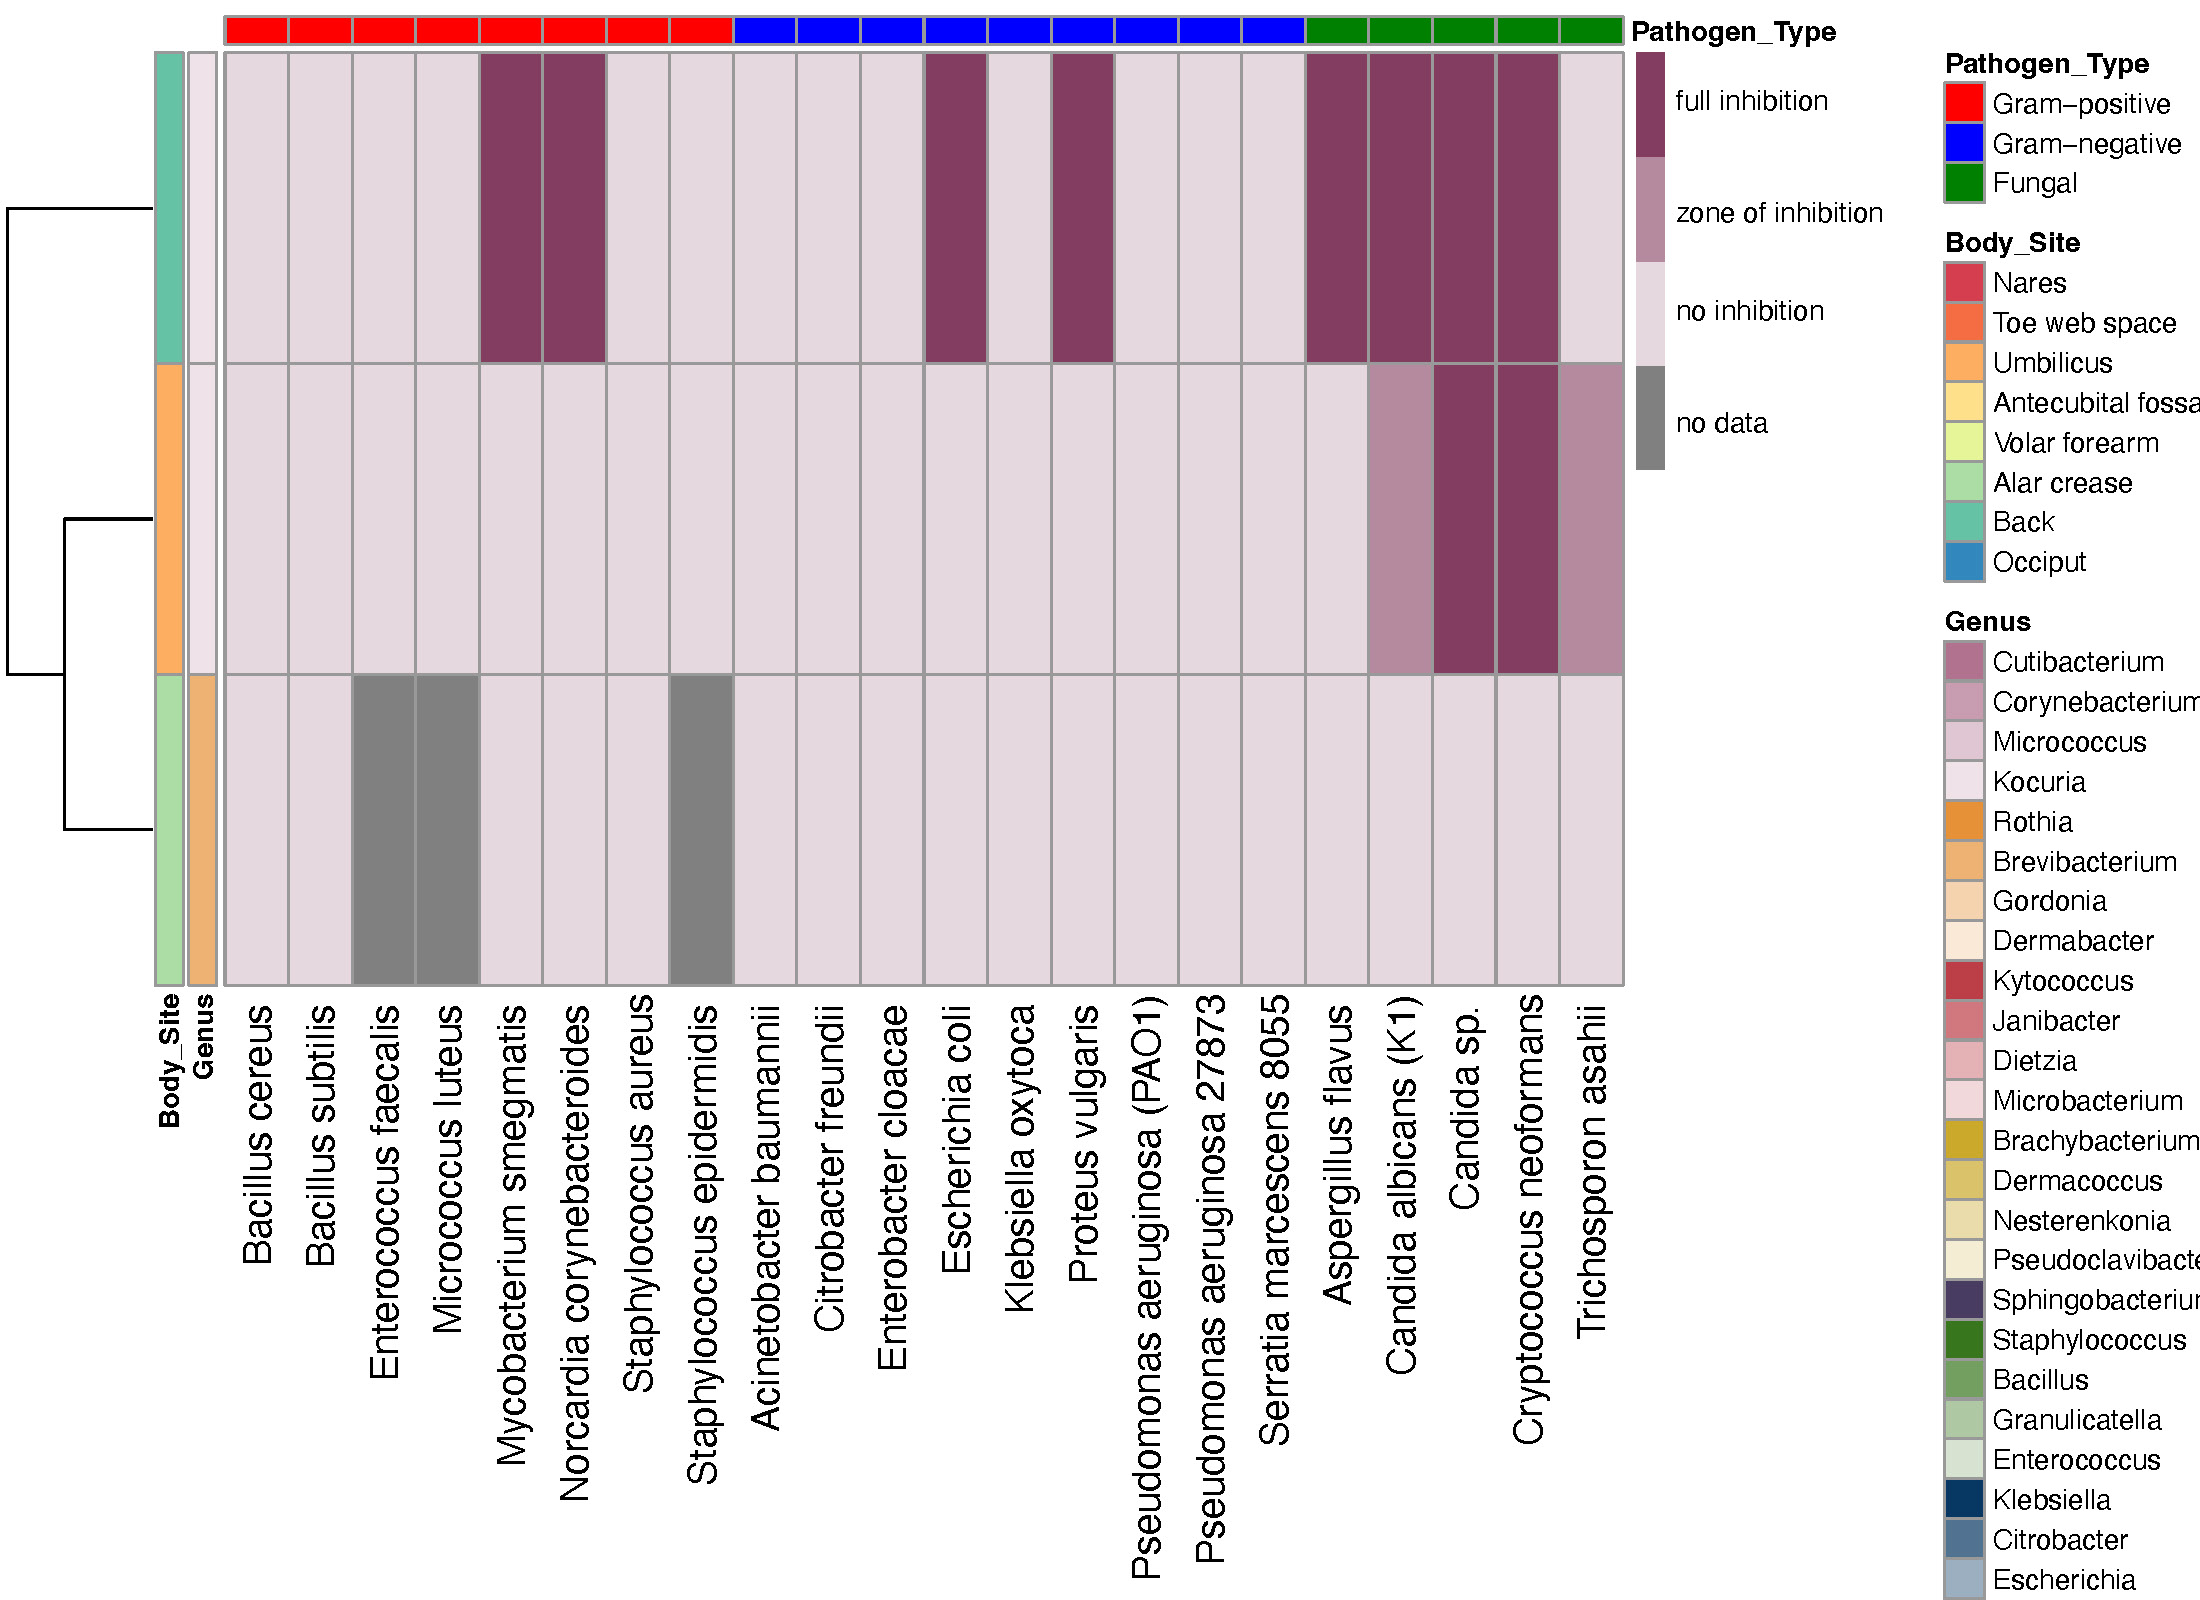 Pathogen_Type
full inhibition
zone of inhibition
no inhibition
no data
Pathogen_Type
Gram–positive
Gram–negative
Fungal
Body_Site
Nares
Toe web space
Umbilicus
Antecubital fossa
Volar forearm
Alar crease
Back
Occiput
Genus
Cutibacterium
Corynebacterium
Micrococcus
Kocuria
Rothia
Brevibacterium
Gordonia
Dermabacter
Kytococcus
Janibacter
Dietzia
Microbacterium
Brachybacterium
Dermacoccus
Nesterenkonia
Pseudoclavibacte
Sphingobacteriun
Staphylococcus
Bacillus
Granulicatella
Enterococcus
Klebsiella
Citrobacter
Escherichia
Body_Site
Genus
Bacillus cereus
Bacillus subtilis
Enterococcus faecalis
Micrococcus luteus
Mycobacterium smegmatis
Norcardia corynebacteroides
Staphylococcus aureus
Staphylococcus epidermidis
Acinetobacter baumannii
Citrobacter freundii
Enterobacter cloacae
Escherichia coli
Klebsiella oxytoca
Proteus vulgaris
Pseudomonas aeruginosa (PAO1)
Pseudomonas aeruginosa 27873
Serratia marcescens 8055
Aspergillus flavus
Candida albicans (K1)
Candida sp.
Cryptococcus neoformans
Trichosporon asahii